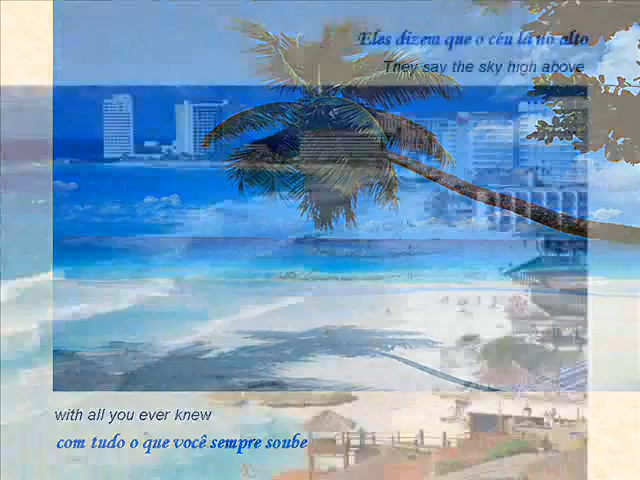 Eles dizem que o céu lá no alto
They say the sky high above
with all you ever knew
com tudo o que você sempre soube